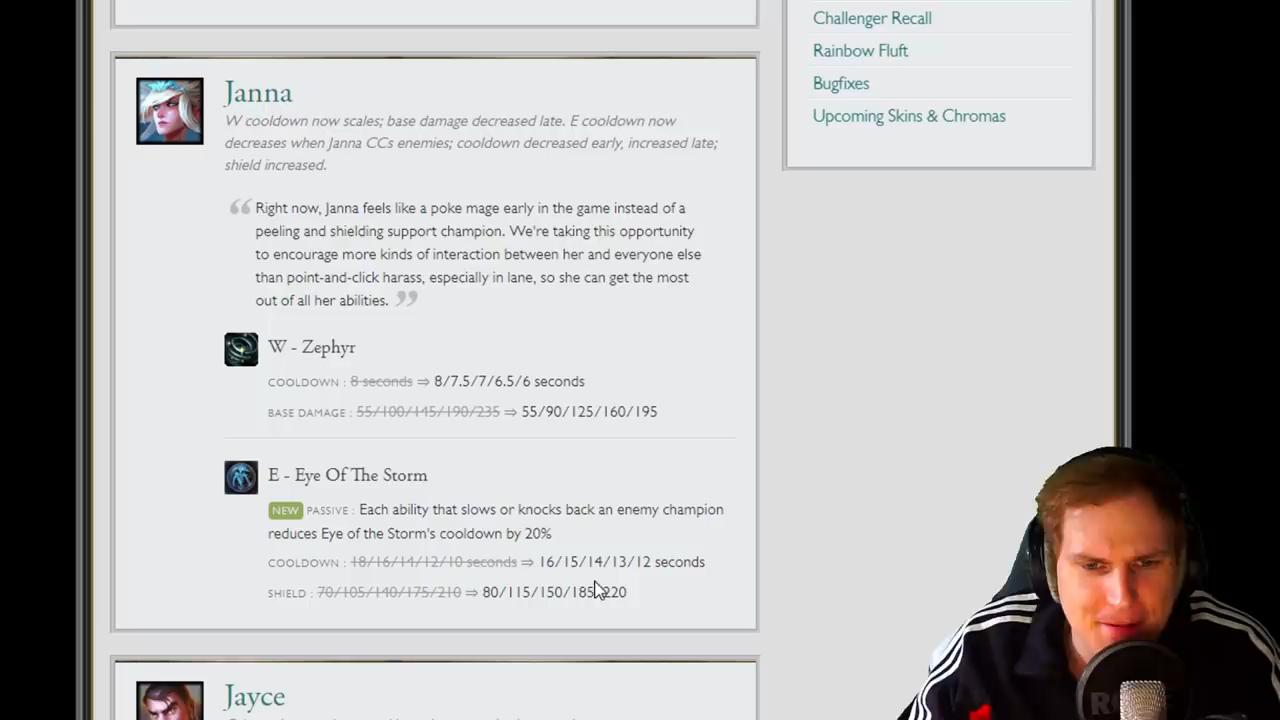 Challenger Recall
Rainbow Fluft
Bugfixes
Upcoming Skins & Chromas
Janna
W cooldown now scales; base damage decreased late. E cooldown now
decreases when Janna CCs enemies; cooldown decreased early, increased late;
shield increased.
“ Right now, Janna feels like a poke mage early in the game instead of a
peeling and shielding support champion. We're taking this opportunity
to encourage more kinds of interaction between her and everyone else
than point-and-click harass, especially in lane, so she can get the most
out of all her abilities. ”
W - Zephyr
COOLDOWN : 8 seconds ⇒ 8/7.5/7/6.5/6 seconds
BASE DAMAGE : 55/100/145/190/235 ⇒ 55/90/125/160/195
E - Eye Of The Storm
NEW PASSIVE : Each ability that slows or knocks back an enemy champion
reduces Eye of the Storm's cooldown by 20%
COOLDOWN : 18/16/14/12/10 seconds ⇒ 16/15/14/13/12 seconds
SHIELD : 70/105/140/175/210 ⇒ 80/115/150/185/220
Jayce